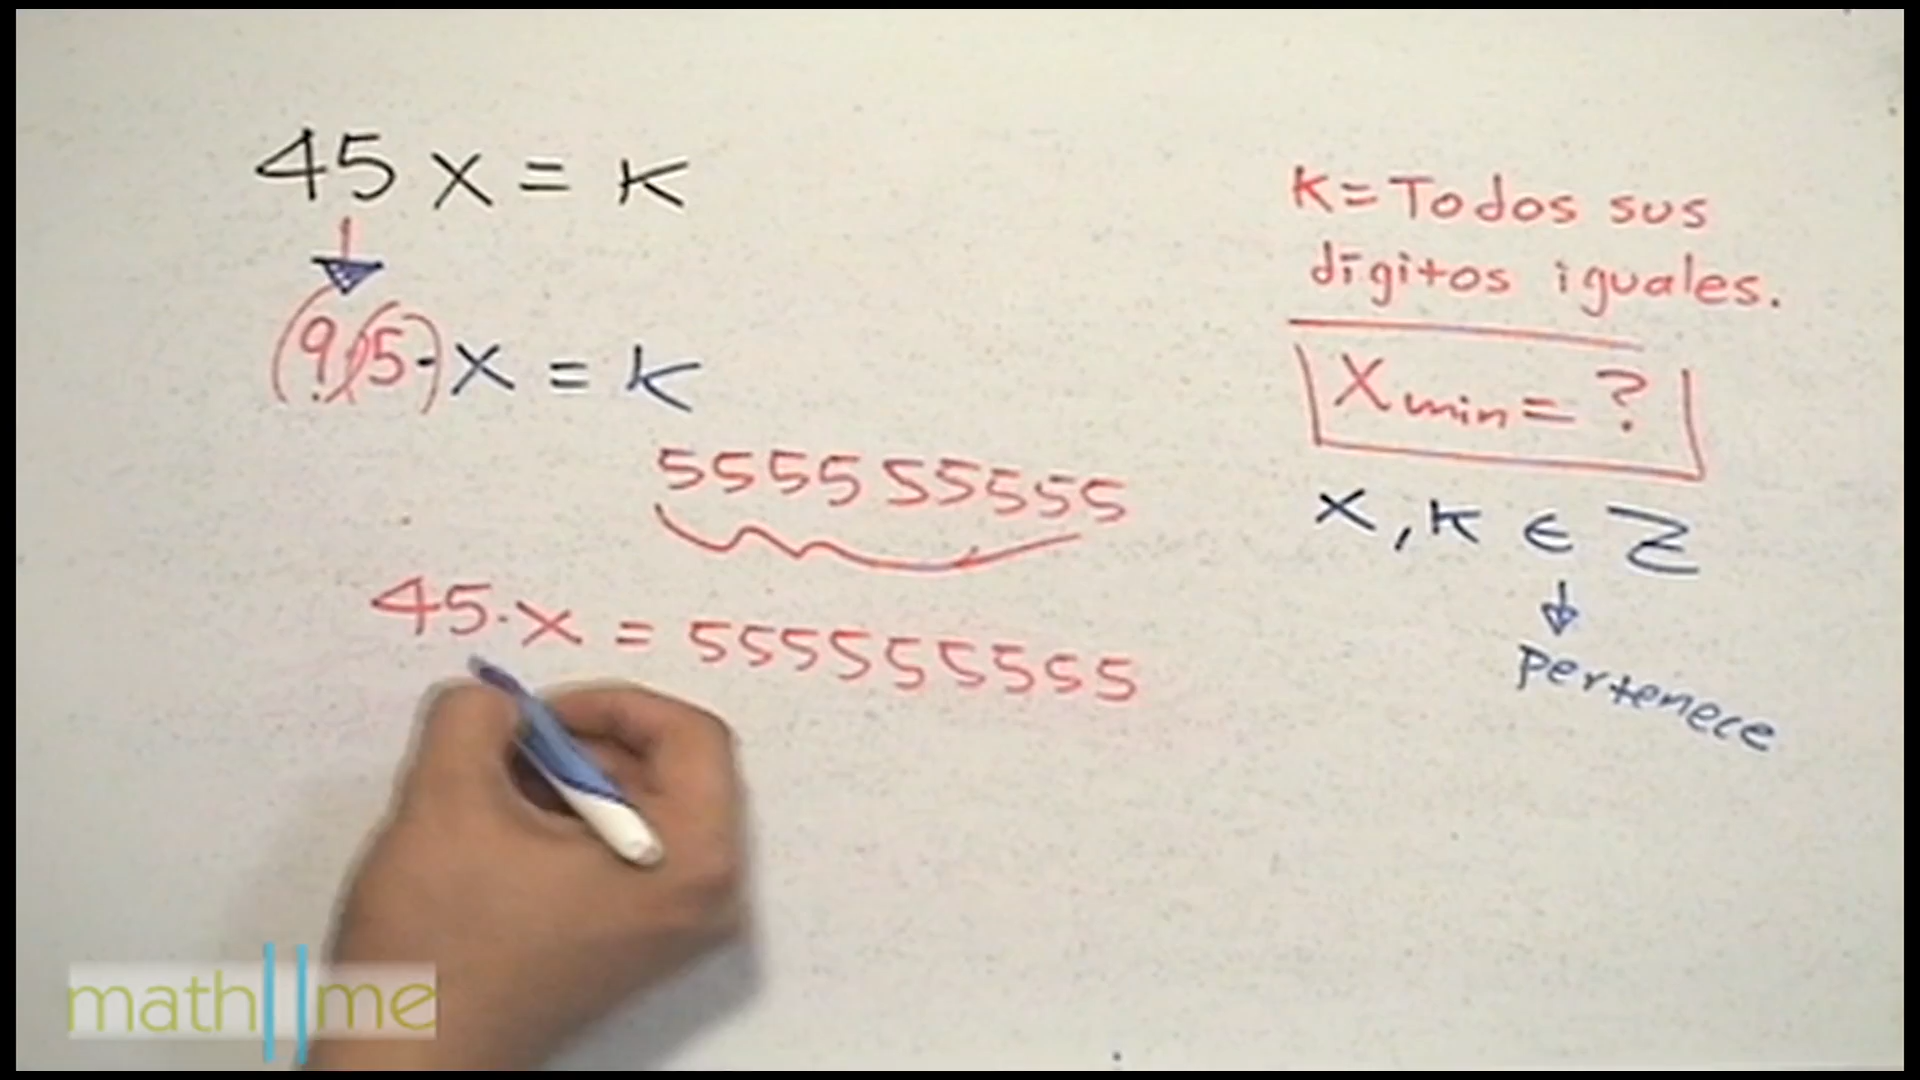 45 x = K
(9)(5)·x = K
555555555
45·x = 555555555
K = Todos sus
dígitos iguales.
Xmin = ?
x, K ∈ Z
pertenece
math||me